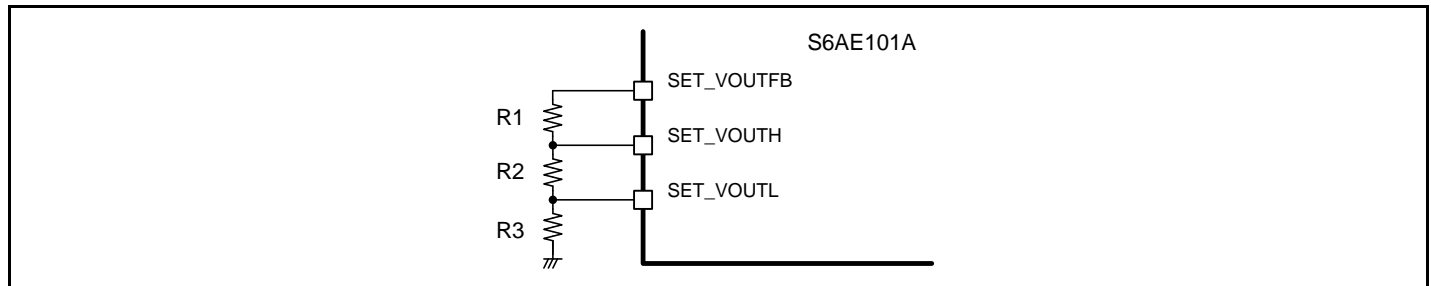 S6AE101A
SET_VOUTFB
R1
SET_VOUTH
R2
SET_VOUTL
R3